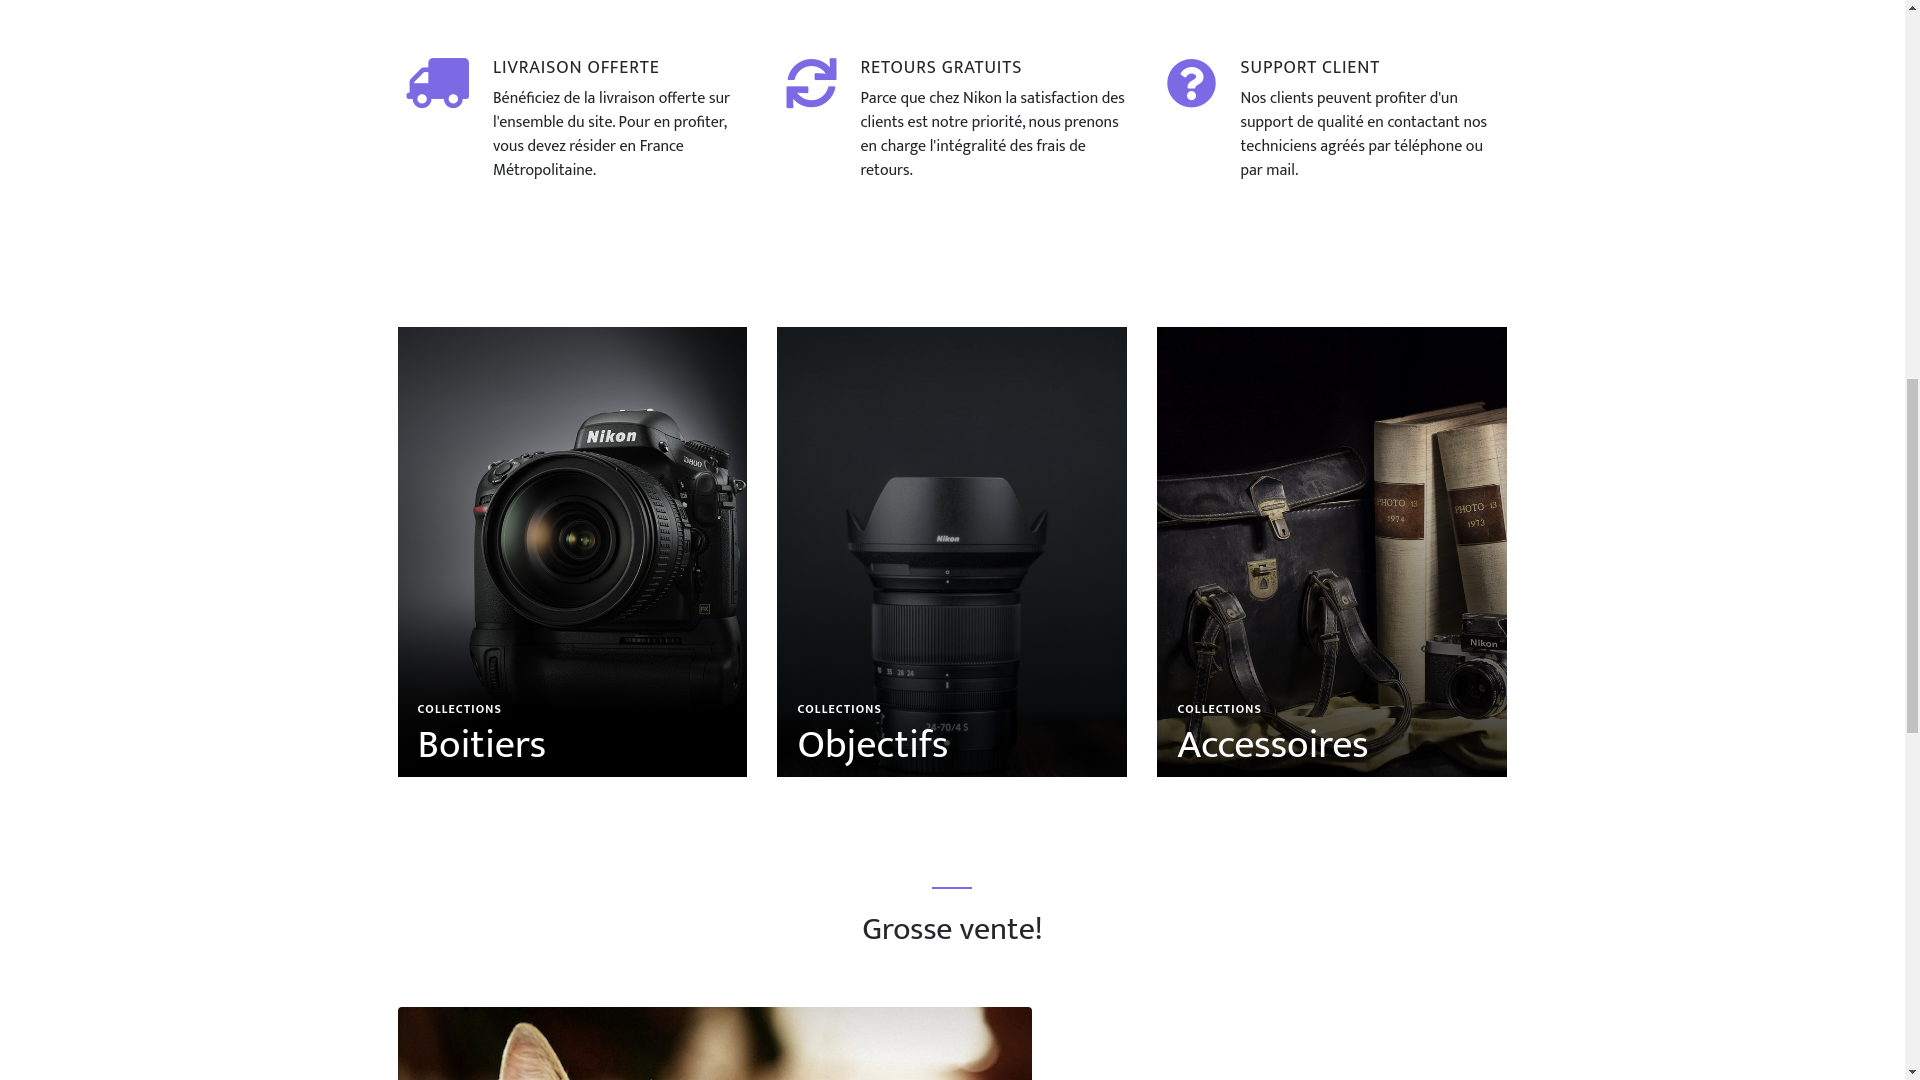 LIVRAISON OFFERTE
Bénéficiez de la livraison offerte sur
l'ensemble du site. Pour en profiter,
vous devez résider en France
Métropolitaine.
RETOURS GRATUITS
Parce que chez Nikon la satisfaction des
clients est notre priorité, nous prenons
en charge l'intégralité des frais de
retours.
SUPPORT CLIENT
Nos clients peuvent profiter d'un
support de qualité en contactant nos
techniciens agréés par téléphone ou
par mail.
Nikon
D800
COLLECTIONS
Boitiers
Nikon
35 28 24
24-70/4 S
COLLECTIONS
Objectifs
PHOTO 13
1974
PHOTO 13
1973
Nikon
COLLECTIONS
Accessoires
Grosse vente!